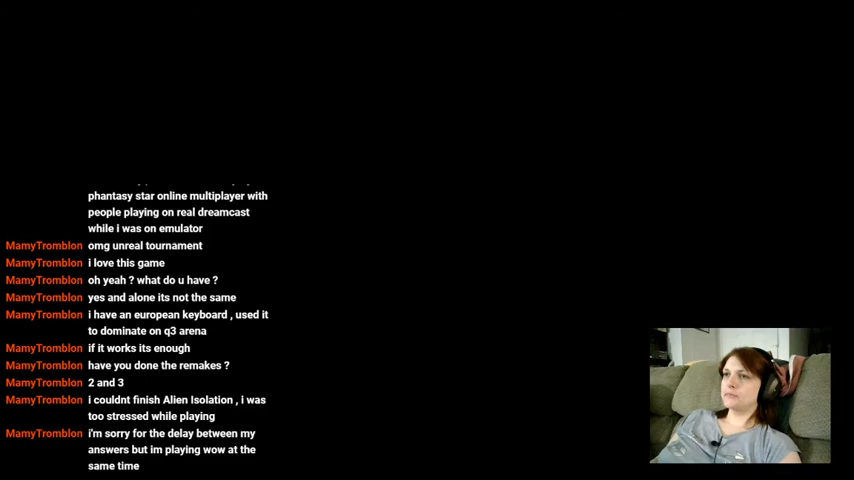 phantasy star online multiplayer with
people playing on real dreamcast
while i was on emulator
MamyTromblon omg unreal tournament
MamyTromblon i love this game
MamyTromblon oh yeah ? what do u have ?
MamyTromblon yes and alone its not the same
MamyTromblon i have an european keyboard , used it
to dominate on q3 arena
MamyTromblon if it works its enough
MamyTromblon have you done the remakes ?
MamyTromblon 2 and 3
MamyTromblon i couldnt finish Alien Isolation , i was
too stressed while playing
MamyTromblon i'm sorry for the delay between my
answers but im playing wow at the
same time